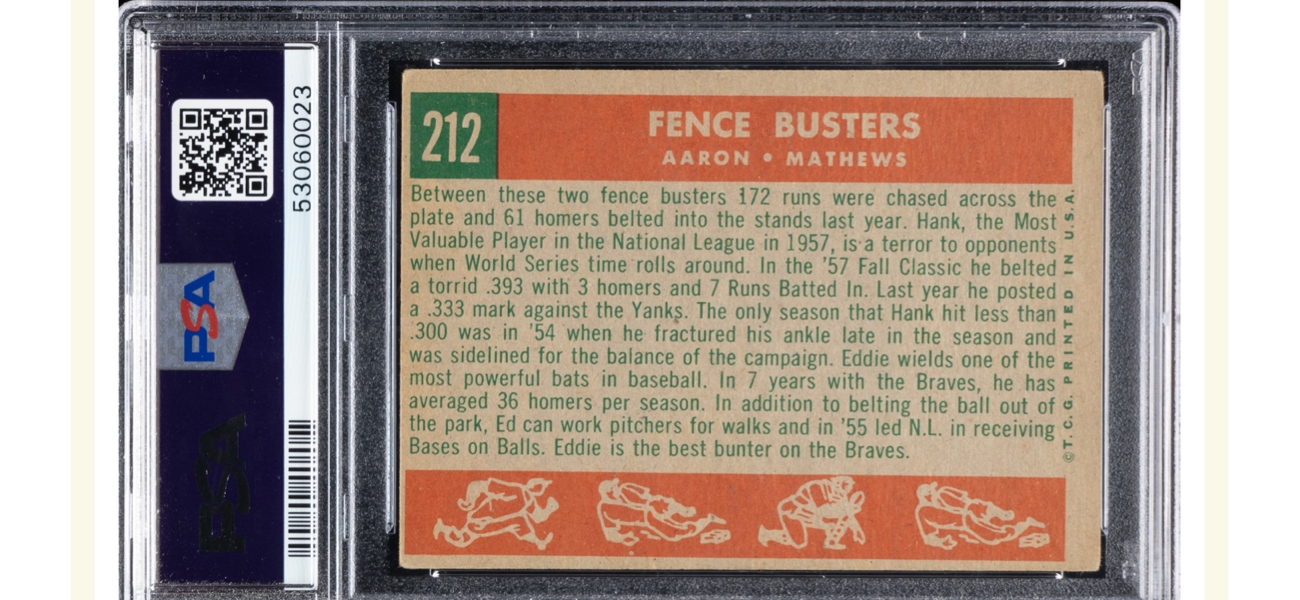 53060023
PSA
PSA
212
FENCE BUSTERS
AARON • MATHEWS
Between these two fence busters 172 runs were chased across the
plate and 61 homers belted into the stands last year. Hank, the Most
Valuable Player in the National League in 1957, is a terror to opponents
when World Series time rolls around. In the '57 Fall Classic he belted
a torrid .393 with 3 homers and 7 Runs Batted In. Last year he posted
a .333 mark against the Yanks. The only season that Hank hit less than
.300 was in '54 when he fractured his ankle late in the season and
was sidelined for the balance of the campaign. Eddie wields one of the
most powerful bats in baseball. In 7 years with the Braves, he has
averaged 36 homers per season. In addition to belting the ball out of
the park, Ed can work pitchers for walks and in '55 led N.L. in receiving
Bases on Balls. Eddie is the best bunter on the Braves.
© T. C. G. PRINTED IN U.S.A.